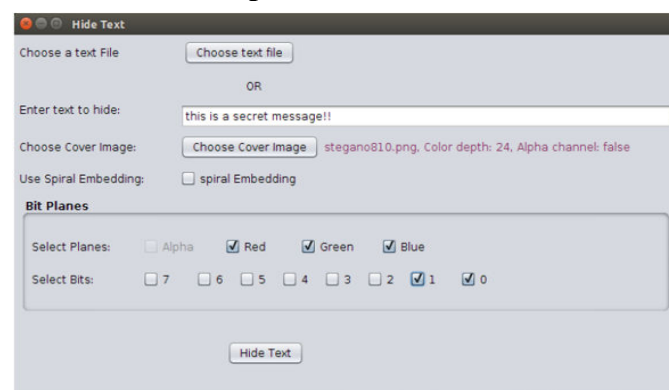 Hide Text
Choose a text File Choose text file
OR
Enter text to hide: this is a secret message!!
Choose Cover Image: Choose Cover Image stegano810.png, Color depth: 24, Alpha channel: false
Use Spiral Embedding: spiral Embedding
Bit Planes
Select Planes: Alpha Red Green Blue
Select Bits: 7 6 5 4 3 2 1 0
Hide Text